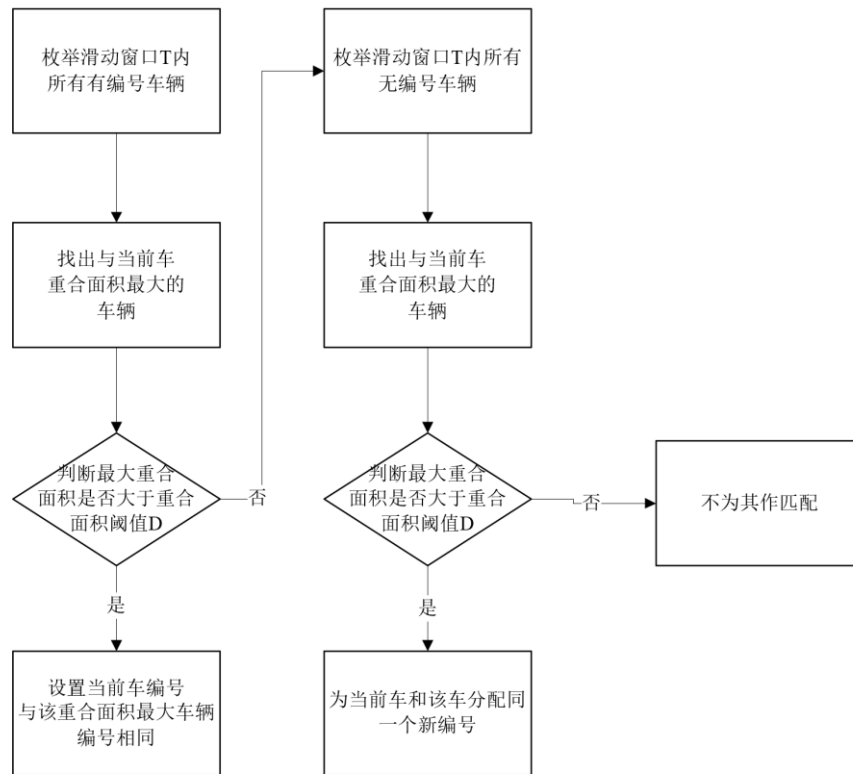 枚举滑动窗口T内
所有有编号车辆
找出与当前车
重合面积最大的
车辆
判断最大重合
面积是否大于重合
面积阈值D
否
是
设置当前车编号
与该重合面积最大车辆
编号相同
枚举滑动窗口T内所有
无编号车辆
找出与当前车
重合面积最大的
车辆
判断最大重合
面积是否大于重合
面积阈值D
否
不为其作匹配
是
为当前车和该车分配同
一个新编号